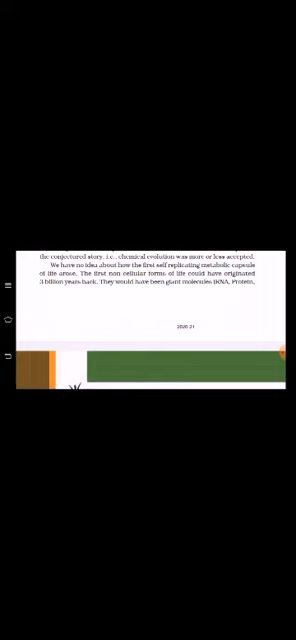 the conjectured story, i.e., chemical evolution was more or less accepted.
We have no idea about how the first self replicating metabolic capsule
of life arose. The first non cellular forms of life could have originated
3 billion years back. They would have been giant molecules (RNA, Protein,
2020-21